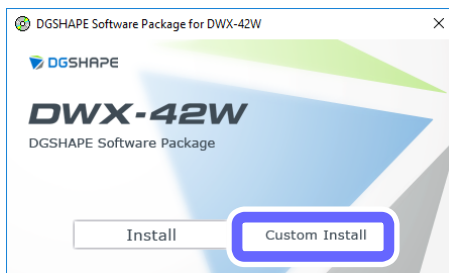 DGSHAPE Software Package for DWX-42W
DGSHAPE
DWX-42W
DGSHAPE Software Package
Install
Custom Install